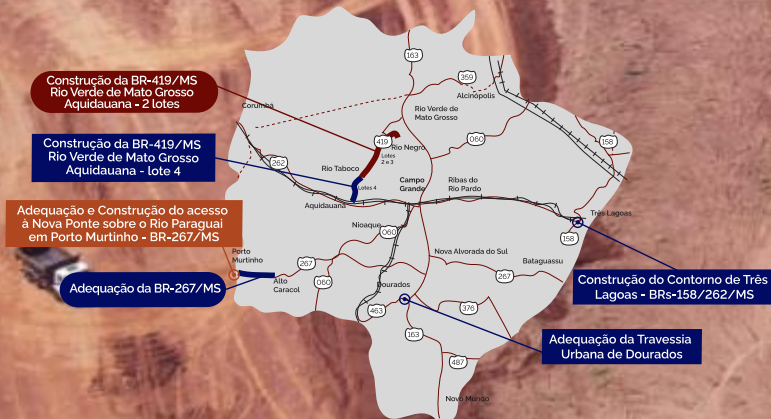 Construção da BR-419/MS
Rio Verde de Mato Grosso
Aquidauana - 2 lotes
Construção da BR-419/MS
Rio Verde de Mato Grosso
Aquidauana - lote 4
Adequação e Construção do acesso
à Nova Ponte sobre o Rio Paraguai
em Porto Murtinho - BR-267/MS
Adequação da BR-267/MS
Construção do Contorno de Três
Lagoas - BRs-158/262/MS
Adequação da Travessia
Urbana de Dourados
163
359
Alcinópolis
Corumbá
Rio Verde de
Mato Grosso
419
Rio Negro
Lotes
2 e 3
060
158
262
Rio Taboco
Lotes 4
Campo
Grande
Ribas do
Rio Pardo
Aquidauana
Três Lagoas
Nioaque
060
158
Porto
Murtinho
Nova Alvorada do Sul
Bataguassu
267
267
Alto
Caracol
060
Dourados
463
376
163
487
Novo Mundo